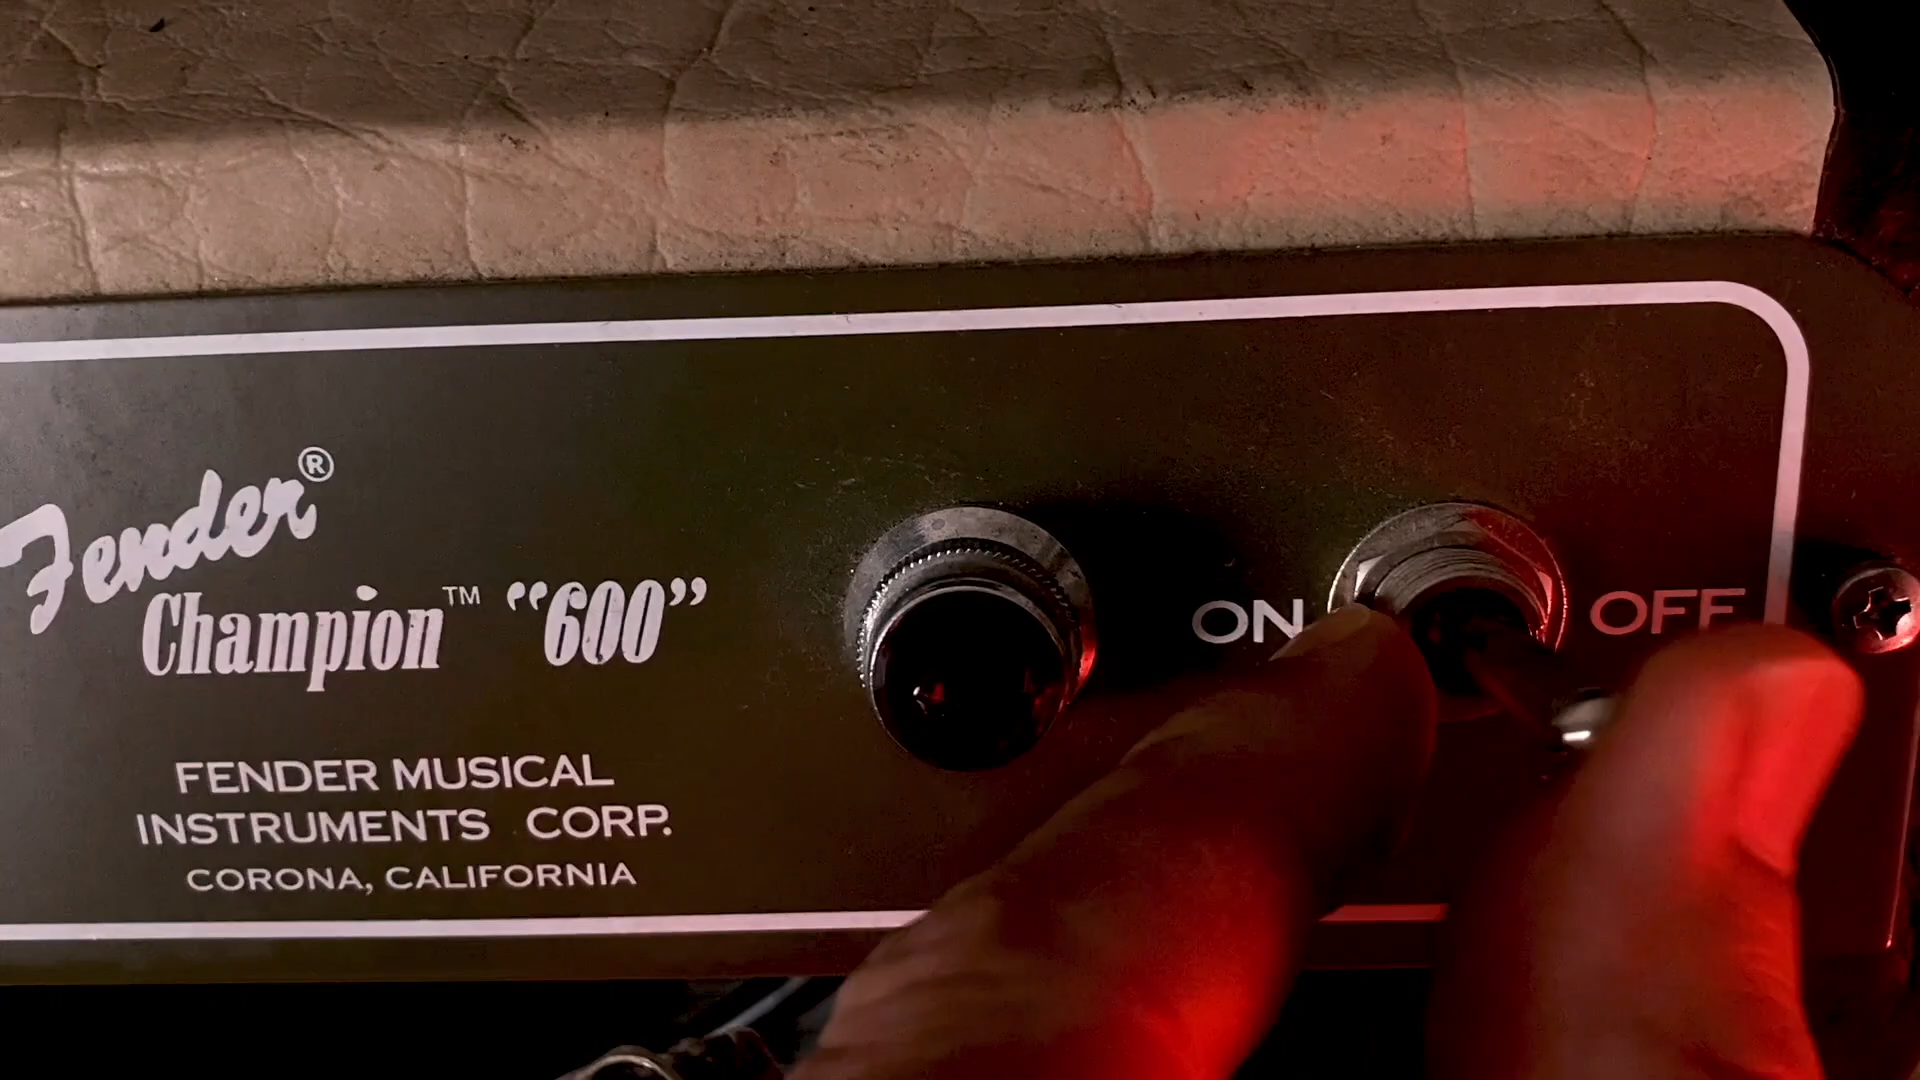 Fender®
Champion™ "600"
FENDER MUSICAL
INSTRUMENTS CORP.
CORONA, CALIFORNIA
ON OFF